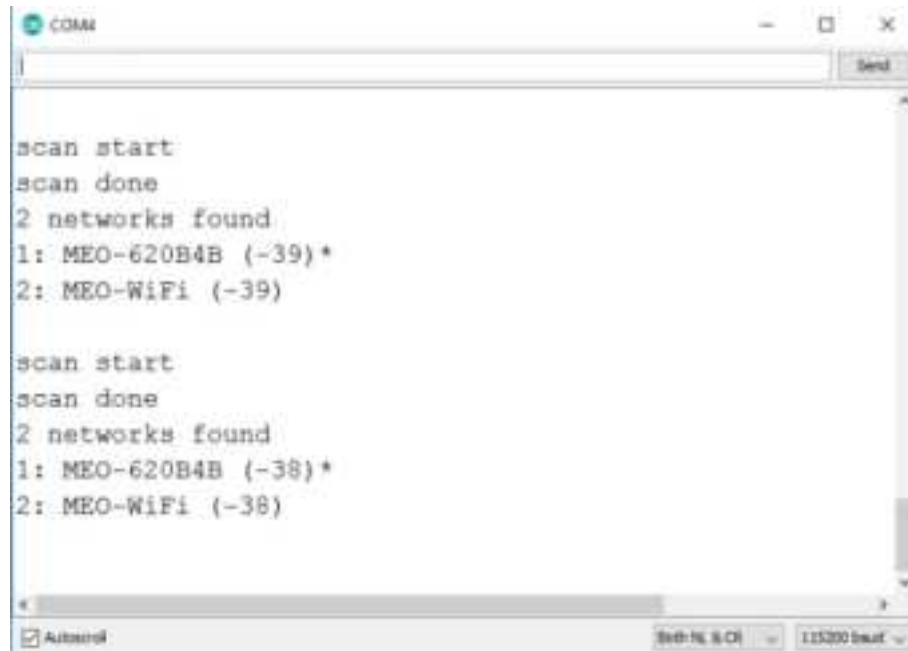 COM4
Send
scan start
scan done
2 networks found
1: MEO-620B4B (-39)*
2: MEO-WiFi (-39)
scan start
scan done
2 networks found
1: MEO-620B4B (-38)*
2: MEO-WiFi (-38)
Autoscroll
Both NL & CR
115200 baud